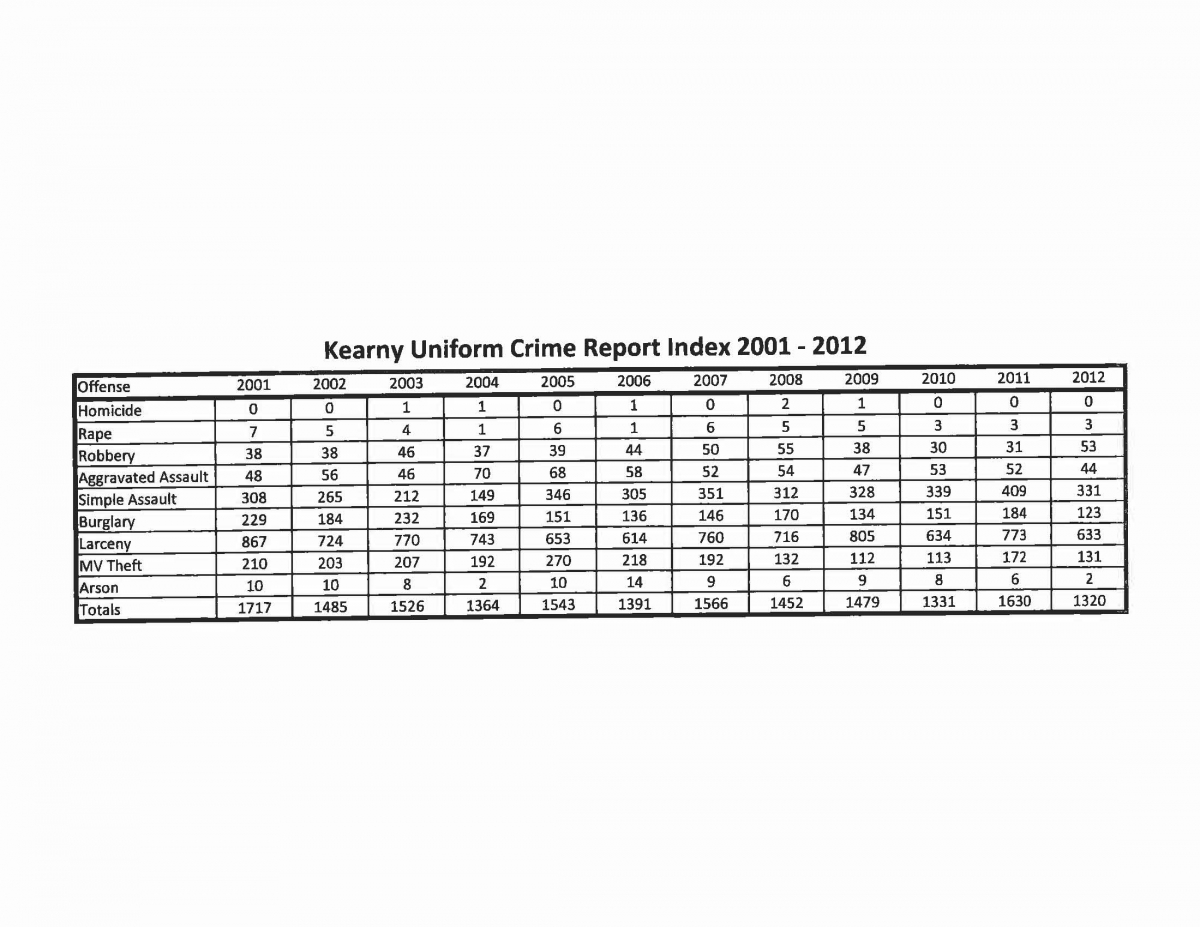 Kearny Uniform Crime Report Index 2001 - 2012
Offense 2001 2002 2003 2004 2005 2006 2007 2008 2009 2010 2011 2012
Homicide 0 0 1 1 0 1 0 2 1 0 0 0
Rape 7 5 4 1 6 1 6 5 5 3 3 3
Robbery 38 38 46 37 39 44 50 55 38 30 31 53
Aggravated Assault 48 56 46 70 68 58 52 54 47 53 52 44
Simple Assault 308 265 212 149 346 305 351 312 328 339 409 331
Burglary 229 184 232 169 151 136 146 170 134 151 184 123
Larceny 867 724 770 743 653 614 760 716 805 634 773 633
MV Theft 210 203 207 192 270 218 192 132 112 113 172 131
Arson 10 10 8 2 10 14 9 6 9 8 6 2
Totals 1717 1485 1526 1364 1543 1391 1566 1452 1479 1331 1630 1320